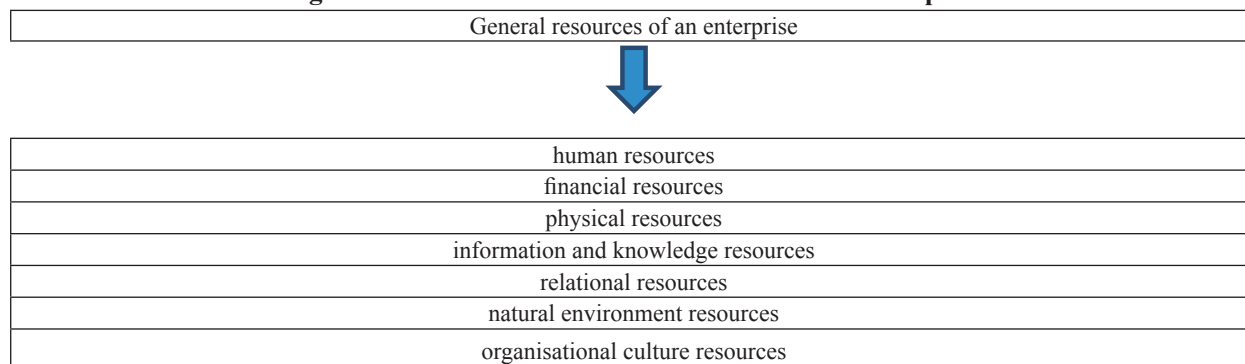 General resources of an enterprise
human resources
financial resources
physical resources
information and knowledge resources
relational resources
natural environment resources
organisational culture resources